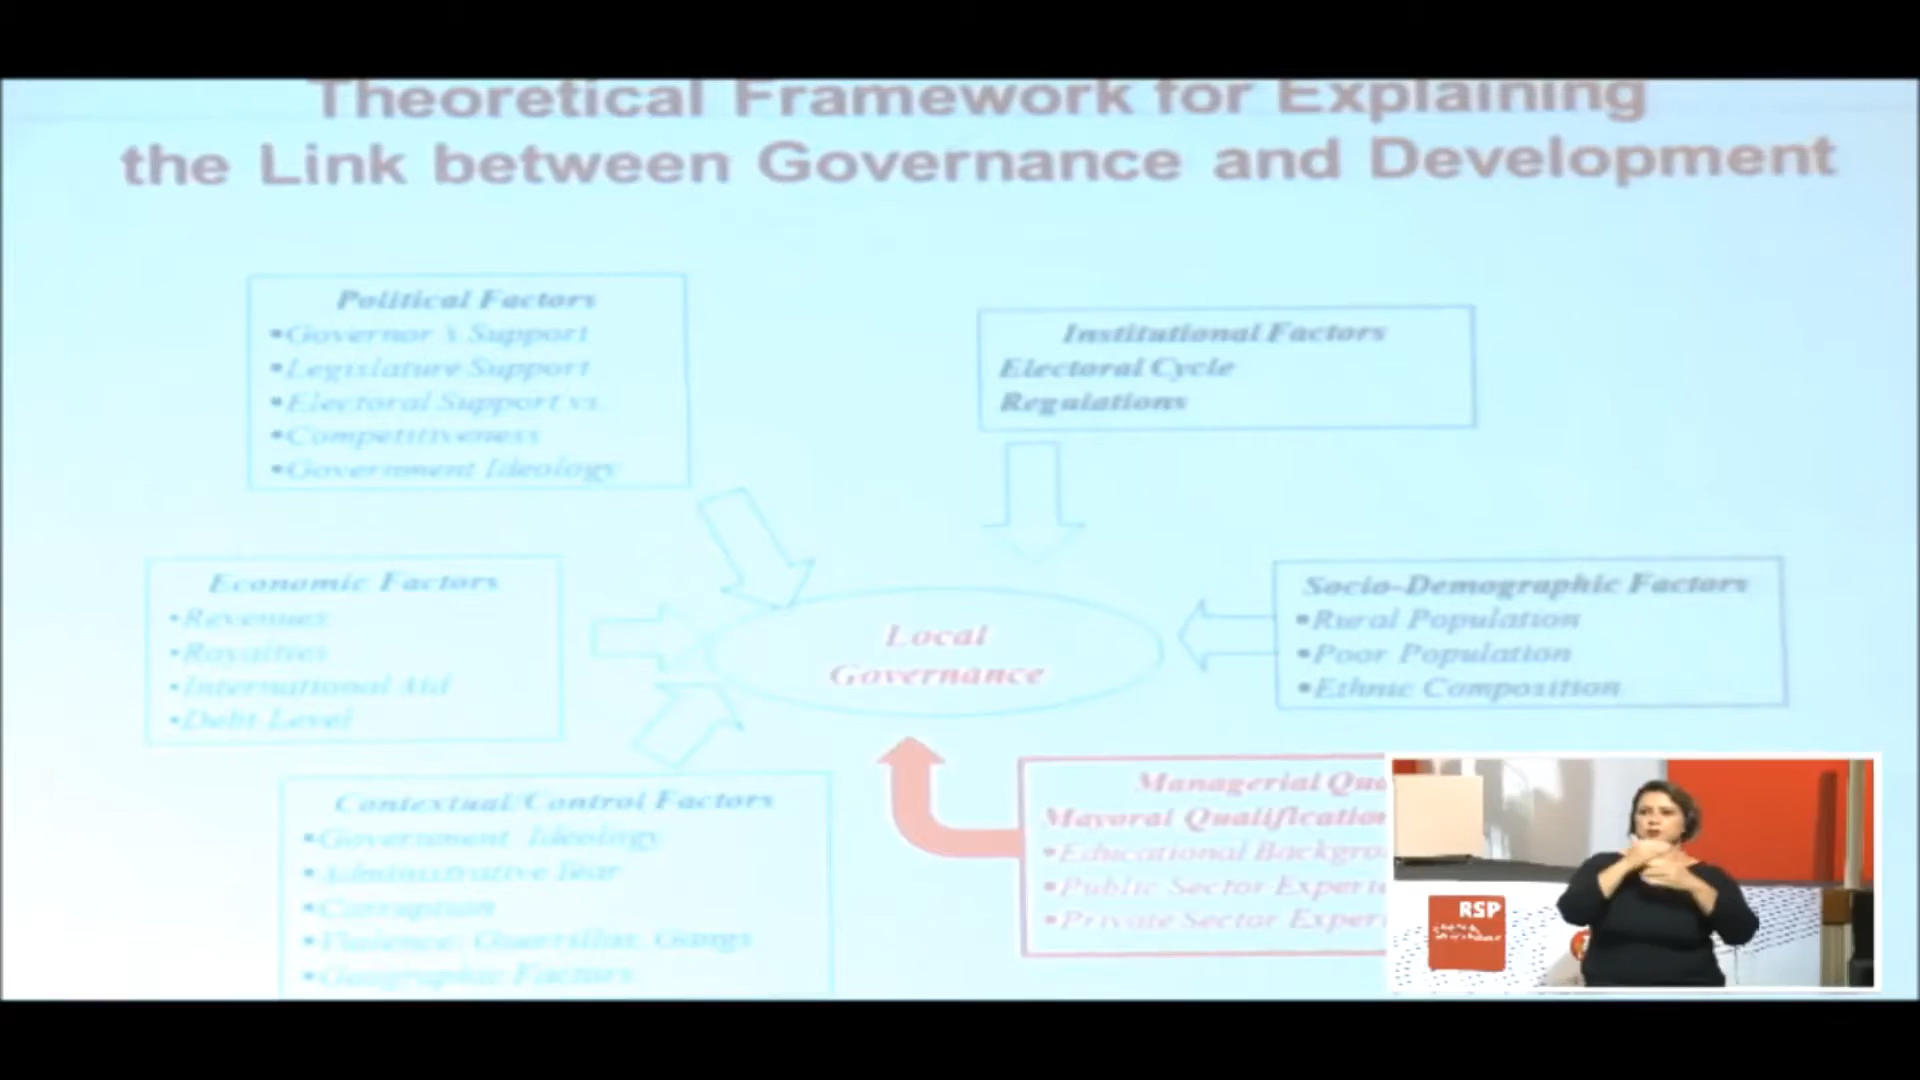 Theoretical Framework for Explaining
the Link between Governance and Development
Political Factors
•Governor's Support
•Legislature Support
•Electoral Support vs.
•Competitiveness
•Government Ideology
Institutional Factors
Electoral Cycle
Regulations
Economic Factors
•Revenues
•Royalties
•International Aid
•Debt Level
Local
Governance
Socio-Demographic Factors
•Rural Population
•Poor Population
•Ethnic Composition
Contextual/Control Factors
•Government Ideology
•Administrative Year
•Corruption
•Violence: Guerrillas, Gangs
•Geographic Factors
Managerial Qua
Mayoral Qualification
•Educational Backgro
•Public Sector Experie
•Private Sector Experi
RSP